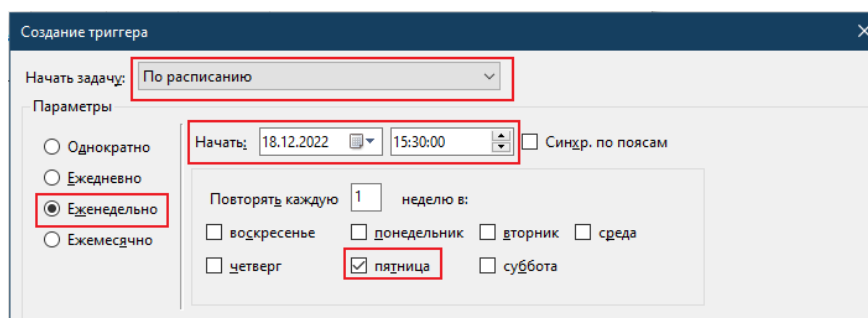 Создание триггера
Начать задачу: По расписанию
Параметры
Однократно
Ежедневно
Еженедельно
Ежемесячно
Начать: 18.12.2022 15:30:00 Синхр. по поясам
Повторять каждую 1 неделю в:
воскресенье понедельник вторник среда
четверг пятница суббота